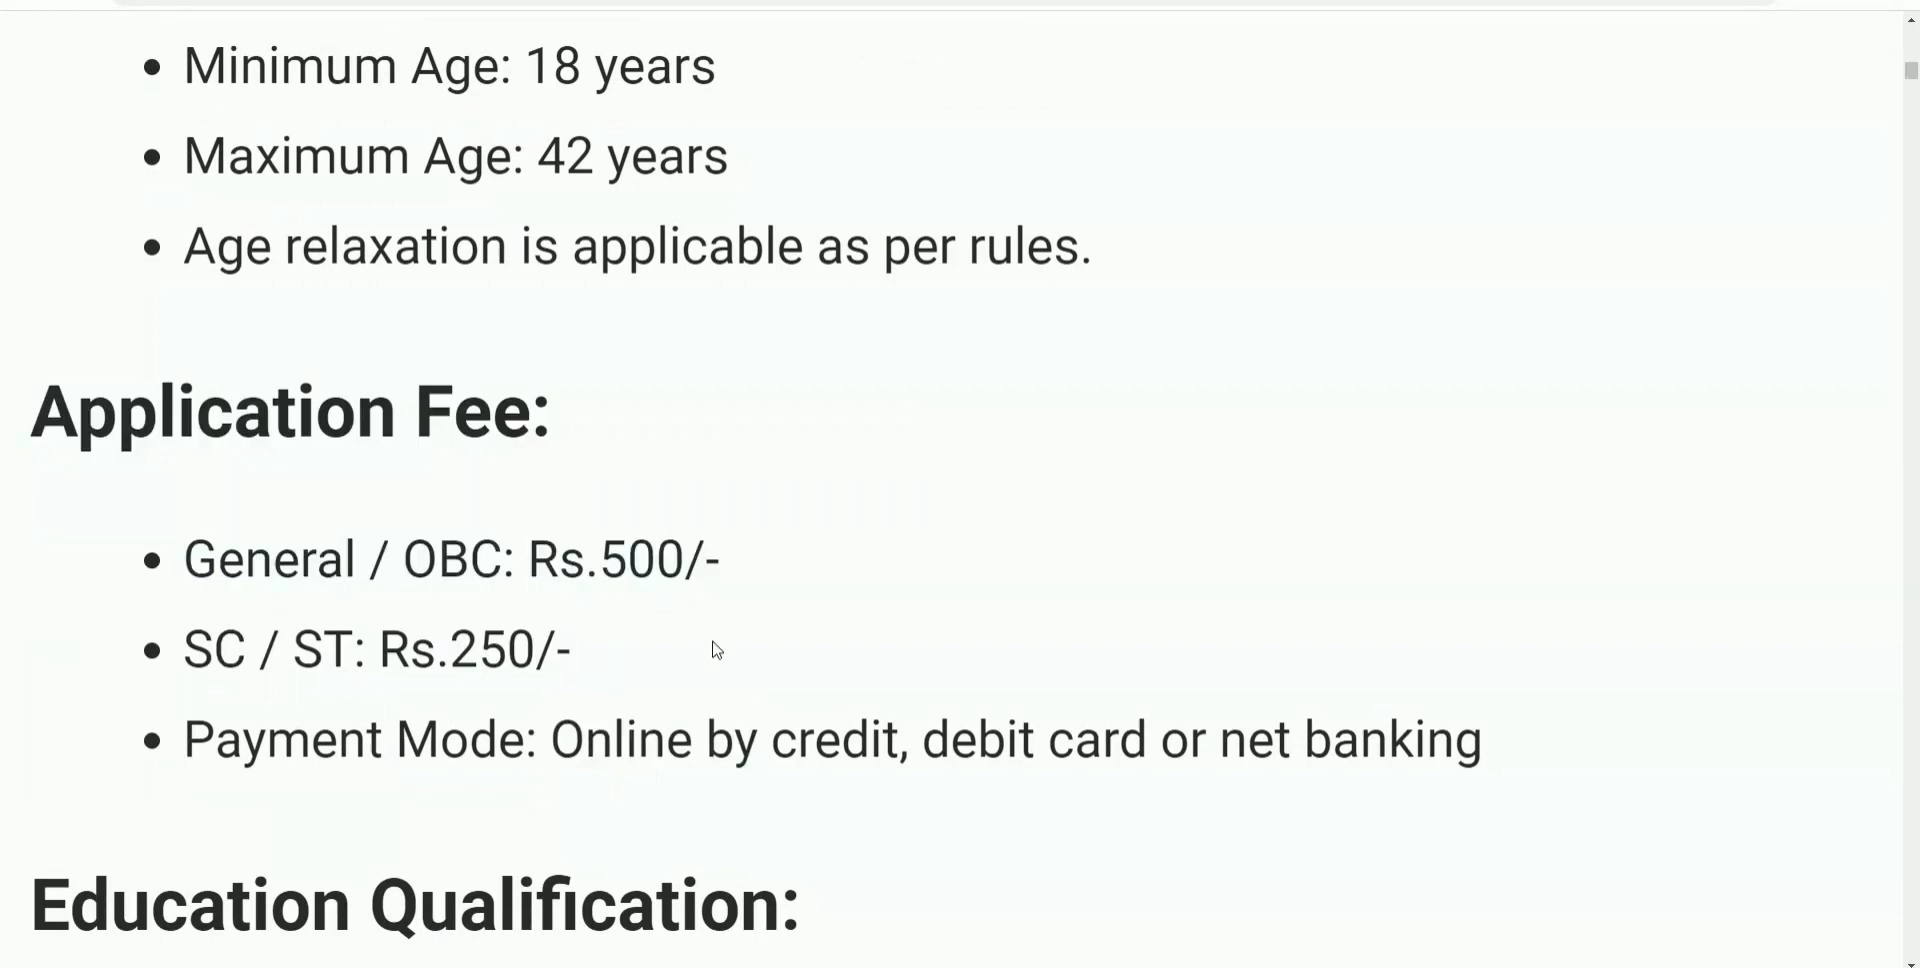 Minimum Age: 18 years
Maximum Age: 42 years
Age relaxation is applicable as per rules.
Application Fee:
General / OBC: Rs.500/-
SC / ST: Rs.250/-
Payment Mode: Online by credit, debit card or net banking
Education Qualification: